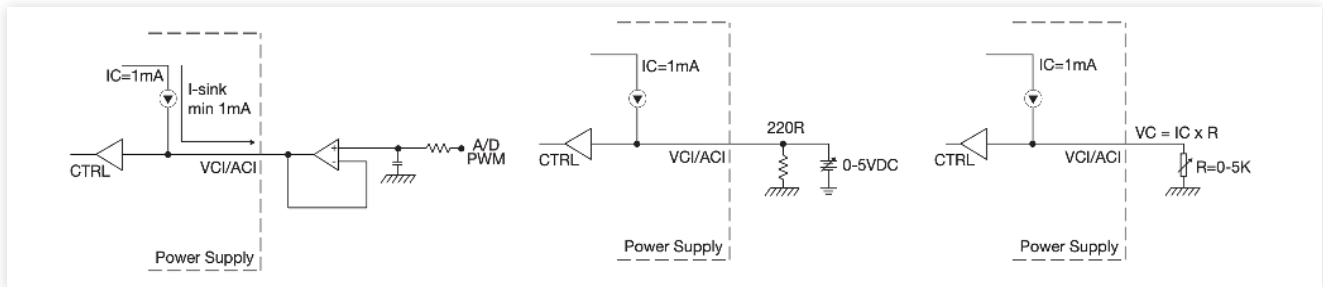 IC=1mA
I-sink
min 1mA
A/D
PWM
CTRL
VCI/ACI
Power Supply
IC=1mA
220R
CTRL
VCI/ACI
0-5VDC
Power Supply
IC=1mA
VC = IC x R
CTRL
VCI/ACI
R=0-5K
Power Supply